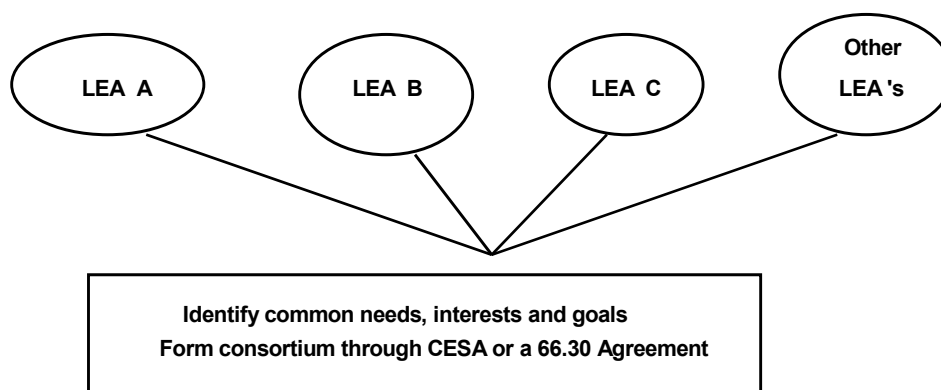 LEA A
LEA B
LEA C
Other
LEA 's
Identify common needs, interests and goals
Form consortium through CESA or a 66.30 Agreement